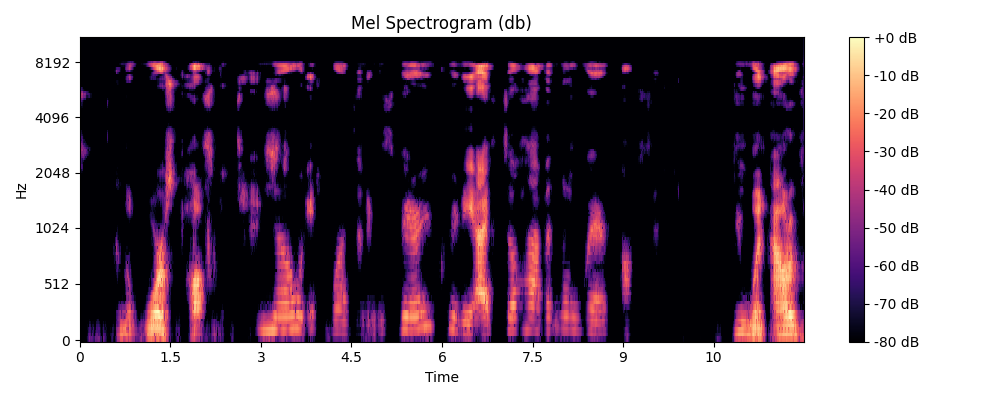 Mel Spectrogram (db)
8192
4096
2048
1024
512
0
Hz
0 1.5 3 4.5 6 7.5 9 10
Time
+0 dB
-10 dB
-20 dB
-30 dB
-40 dB
-50 dB
-60 dB
-70 dB
-80 dB